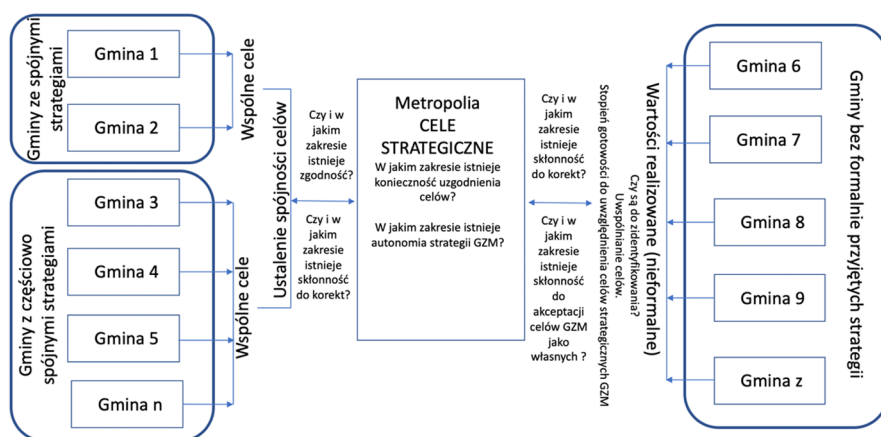 Gminy ze spójnymi
strategiami
Gmina 1
Gmina 2
Wspólne cele
Gminy z częściowo
spójnymi strategiami
Gmina 3
Gmina 4
Gmina 5
Gmina n
Wspólne cele
Ustalenie spójności celów
Czy i w
jakim
zakresie
istnieje
zgodność?
Czy i w
jakim
zakresie
istnieje
skłonność
do korekt?
Metropolia
CELE
STRATEGICZNE
W jakim zakresie istnieje
konieczność uzgodnienia
celów?
W jakim zakresie istnieje
autonomia strategii GZM?
Czy i w
jakim
zakresie
istnieje
skłonność
do korekt?
Czy i w
jakim
zakresie
istnieje
skłonność
do
akceptacji
celów GZM
jako
własnych ?
Stopień gotowości do uwzględnienia celów strategicznych GZM
Uwspólnianie celów.
Czy są do zidentyfikowania?
Wartości realizowane (nieformalne)
Gmina 6
Gmina 7
Gmina 8
Gmina 9
Gmina z
Gminy bez formalnie przyjętych strategii